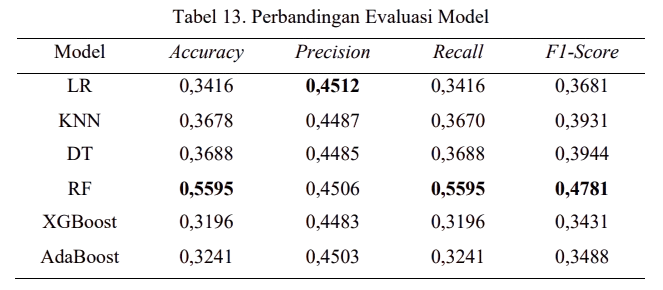 Tabel 13. Perbandingan Evaluasi Model
Model Accuracy Precision Recall F1-Score
LR 0,3416 0,4512 0,3416 0,3681
KNN 0,3678 0,4487 0,3670 0,3931
DT 0,3688 0,4485 0,3688 0,3944
RF 0,5595 0,4506 0,5595 0,4781
XGBoost 0,3196 0,4483 0,3196 0,3431
AdaBoost 0,3241 0,4503 0,3241 0,3488